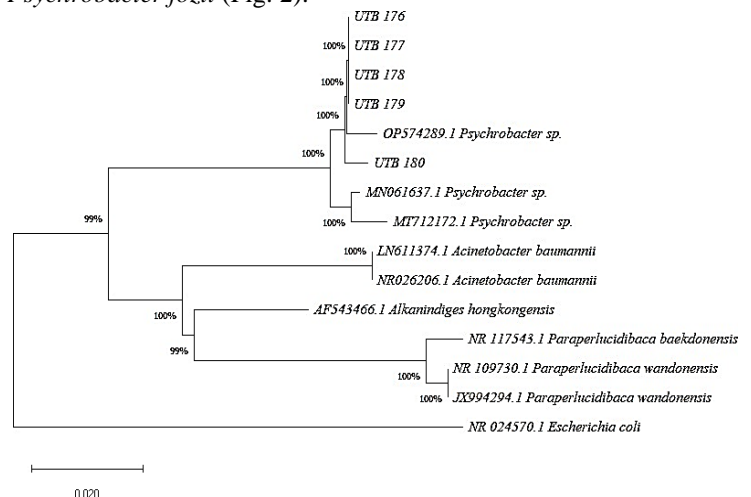 Psychrobacter fozii (Fig. 2).
UTB 176
100%
UTB 177
100%
UTB 178
100%
UTB 179
OP574289.1 Psychrobacter sp.
100%
UTB 180
MN061637.1 Psychrobacter sp.
100%
MT712172.1 Psychrobacter sp.
99%
100%
LN611374.1 Acinetobacter baumannii
NR026206.1 Acinetobacter baumannii
100%
AF543466.1 Alkanindiges hongkongensis
99%
NR 117543.1 Paraperlucidibaca baekdonensis
100%
NR 109730.1 Paraperlucidibaca wandonensis
100%
JX994294.1 Paraperlucidibaca wandonensis
NR 024570.1 Escherichia coli
0.020